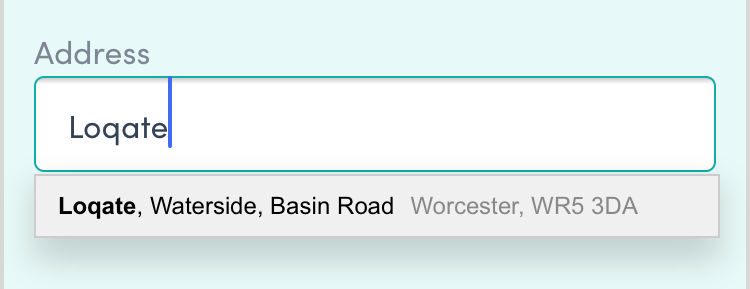 Address
Loqate
Loqate, Waterside, Basin Road Worcester, WR5 3DA